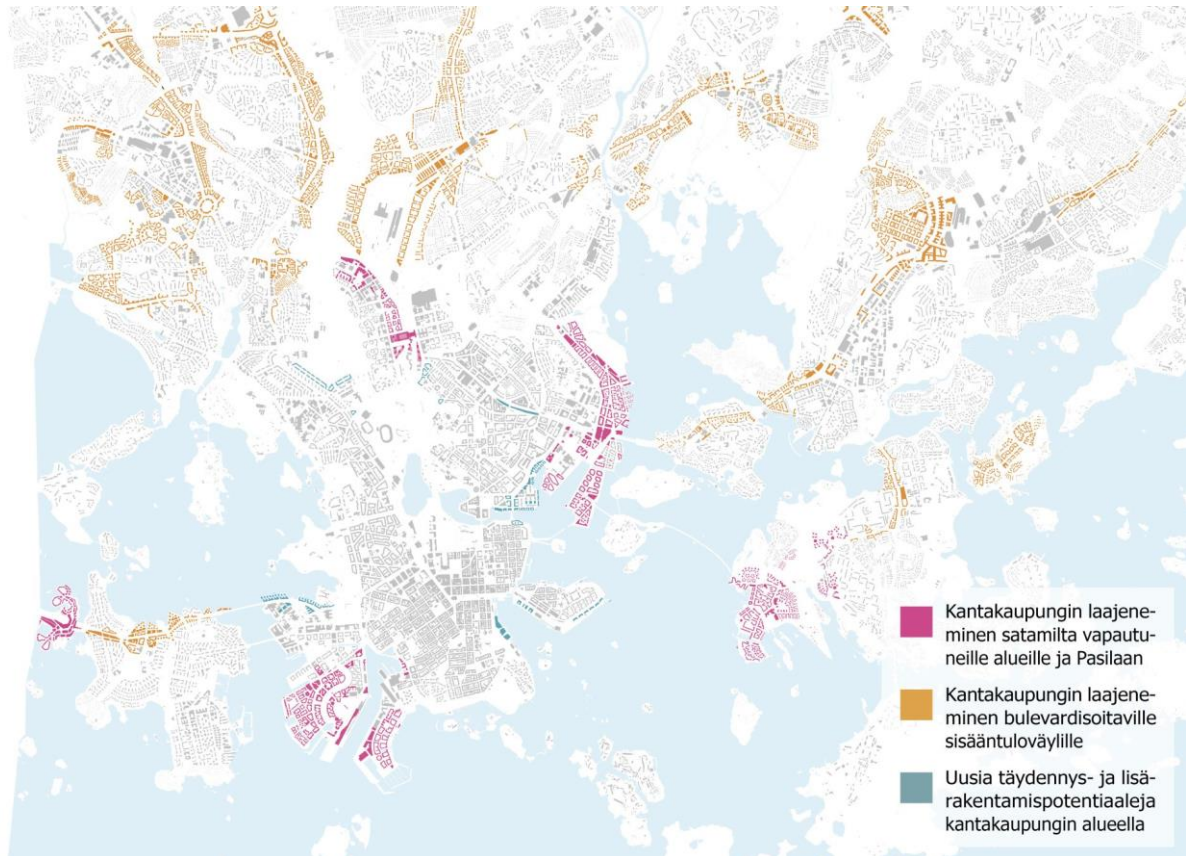 Kantakaupungin laajene-
minen satamilta vapautu-
neille alueille ja Pasilaan
Kantakaupungin laajene-
minen bulevardisoitaville
sisääntuloväylille
Uusia täydennys- ja lisä-
rakentamispotentiaaleja
kantakaupungin alueella